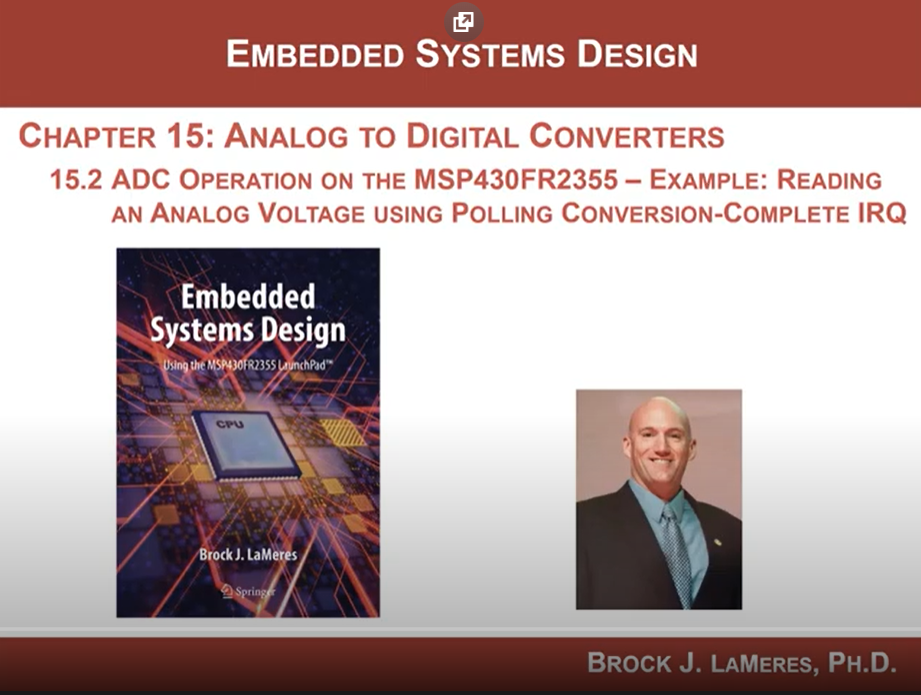 EMBEDDED SYSTEMS DESIGN
CHAPTER 15: ANALOG TO DIGITAL CONVERTERS
15.2 ADC OPERATION ON THE MSP430FR2355 – EXAMPLE: READING
AN ANALOG VOLTAGE USING POLLING CONVERSION-COMPLETE IRQ
Embedded
Systems Design
Using the MSP430FR2355 LaunchPad™
CPU
Brock J. LaMeres
Springer
BROCK J. LAMERES, PH.D.